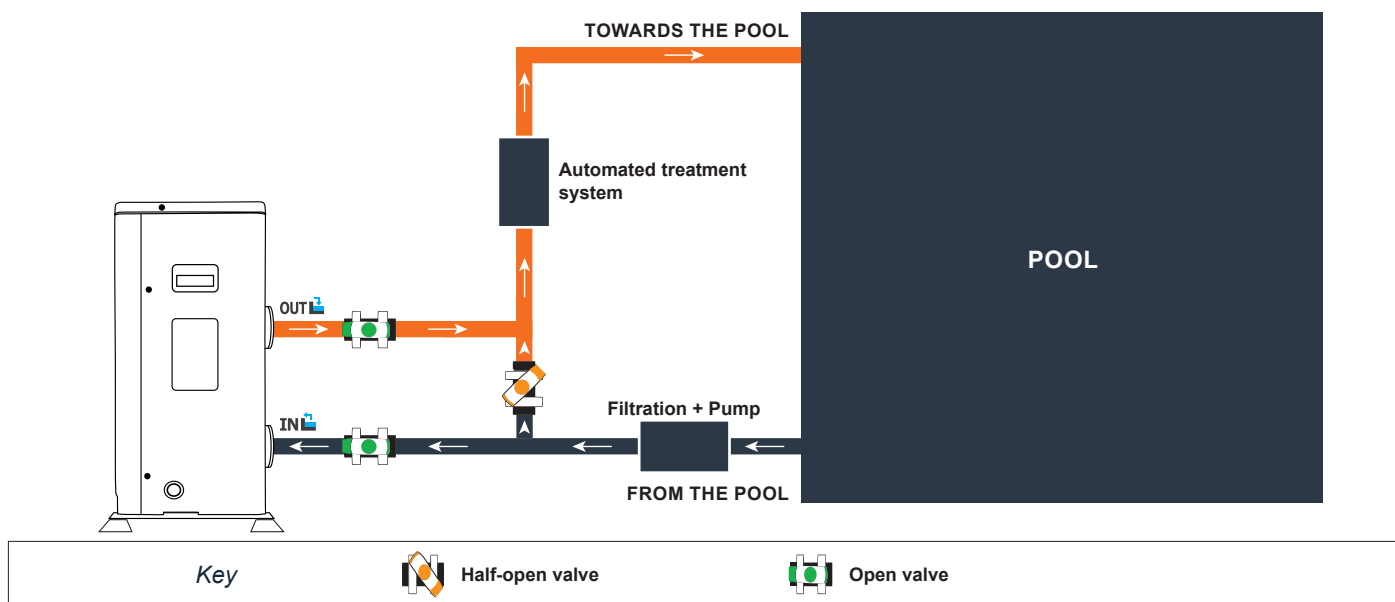 TOWARDS THE POOL
Automated treatment
system
POOL
OUT
IN
Filtration + Pump
FROM THE POOL
Key
Half-open valve
Open valve